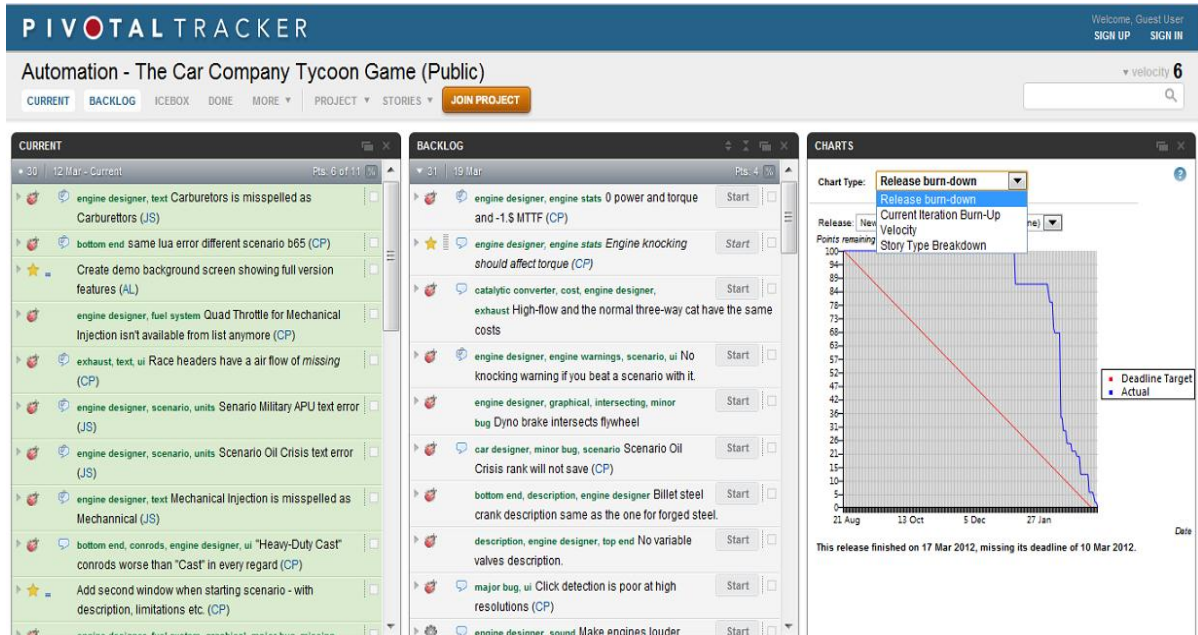 PIVOTAL TRACKER
Welcome, Guest User
SIGN UP SIGN IN
Automation - The Car Company Tycoon Game (Public)
velocity 6
CURRENT BACKLOG ICEBOX DONE MORE PROJECT STORIES JOIN PROJECT
CURRENT
30 12 Mar - Current Pts: 6 of 11 %
engine designer, text Carburetors is misspelled as
Carburettors (JS)
bottom end same lua error different scenario b65 (CP)
Create demo background screen showing full version
features (AL)
engine designer, fuel system Quad Throttle for Mechanical
Injection isn't available from list anymore (CP)
exhaust, text, ui Race headers have a air flow of missing
(CP)
engine designer, scenario, units Senario Military APU text error
(JS)
engine designer, scenario, units Scenario Oil Crisis text error
(JS)
engine designer, text Mechanical Injection is misspelled as
Mechannical (JS)
bottom end, conrods, engine designer, ui "Heavy-Duty Cast"
conrods worse than "Cast" in every regard (CP)
Add second window when starting scenario - with
description, limitations etc. (CP)
BACKLOG
31 19 Mar Pts: 4 %
engine designer, engine stats 0 power and torque Start
and -1.$ MTTF (CP)
engine designer, engine stats Engine knocking Start
should affect torque (CP)
catalytic converter, cost, engine designer, Start
exhaust High-flow and the normal three-way cat have the same
costs
engine designer, engine warnings, scenario, ui No Start
knocking warning if you beat a scenario with it.
engine designer, graphical, intersecting, minor Start
bug Dyno brake intersects flywheel
car designer, minor bug, scenario Scenario Oil Start
Crisis rank will not save (CP)
bottom end, description, engine designer Billet steel Start
crank description same as the one for forged steel.
description, engine designer, top end No variable Start
valves description.
major bug, ui Click detection is poor at high Start
resolutions (CP)
engine designer, sound Make engines louder Start
CHARTS
Chart Type: Release burn-down
Release burn-down
Current Iteration Burn-Up
Velocity
Story Type Breakdown
Release: New
Points remaining
100
94
89
84
78
73
68
63
57
52
47
42
36
31
26
21
15
10
5
0
21 Aug 13 Oct 5 Dec 27 Jan
Date
Deadline Target
Actual
This release finished on 17 Mar 2012, missing its deadline of 10 Mar 2012.